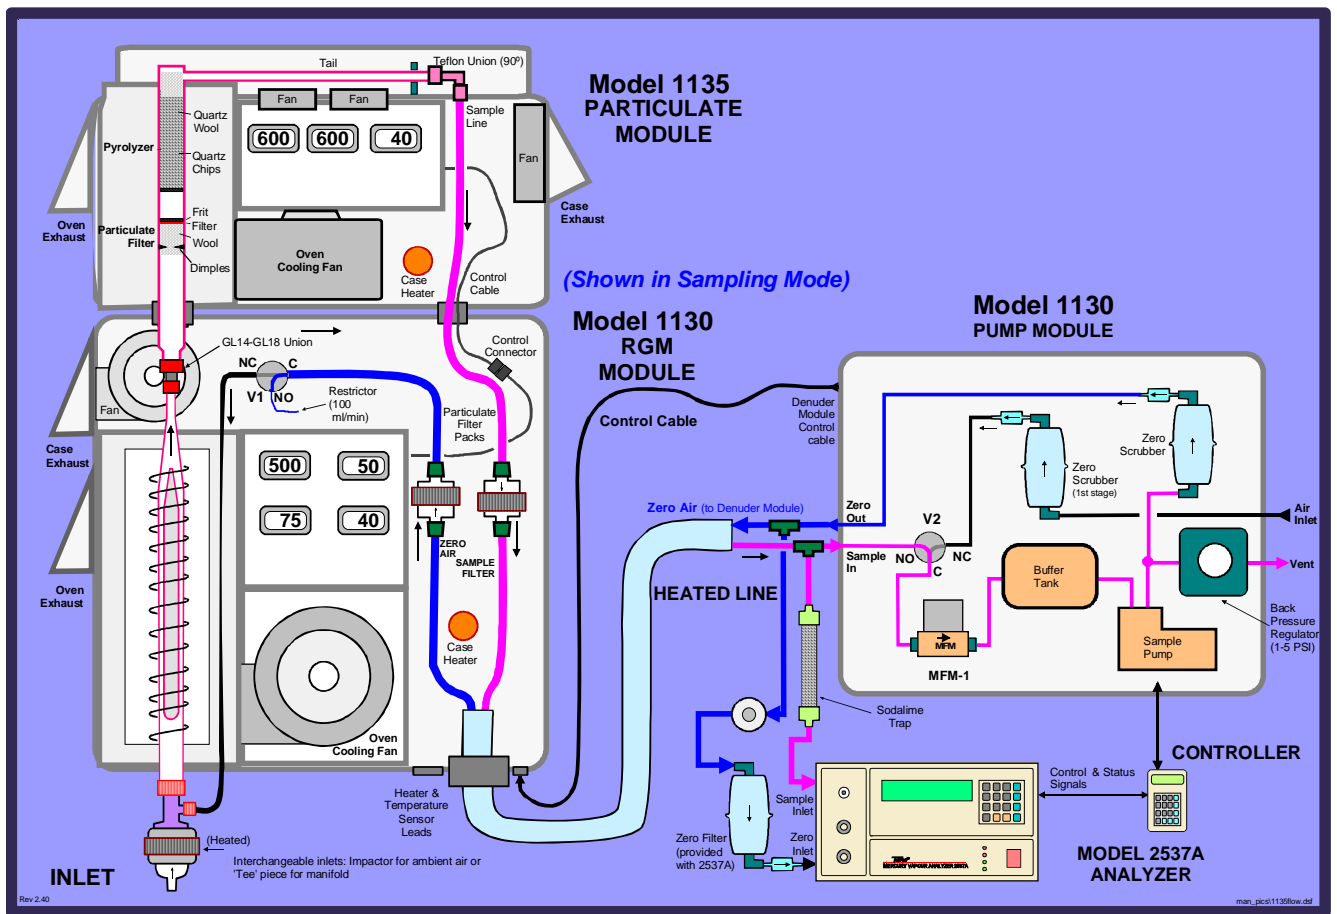 Tail
Teflon Union (90º)
Model 1135
PARTICULATE
MODULE
Fan
Fan
Sample
Line
Quartz
Wool
600
600
40
Pyrolyzer
Quartz
Chips
Fan
Case
Exhaust
Frit
Filter
Oven
Exhaust
Particulate
Filter
Wool
Dimples
Oven
Cooling Fan
Case
Heater
Control
Cable
(Shown in Sampling Mode)
Model 1130
RGM
MODULE
Model 1130
PUMP MODULE
GL14-GL18 Union
Control
Connector
NC
C
V1
NO
Restrictor
(100
ml/min)
Fan
Particulate
Filter
Packs
Control Cable
Denuder
Module
Control
cable
Zero
Scrubber
Case
Exhaust
500
50
75
40
Zero
Scrubber
(1st stage)
Zero Air (to Denuder Module)
Zero
Out
Air
Inlet
V2
NO
NC
C
Sample
In
ZERO
AIR
SAMPLE
FILTER
Oven
Exhaust
HEATED LINE
Buffer
Tank
Vent
Back
Pressure
Regulator
(1-5 PSI)
MFM
MFM-1
Sample
Pump
Case
Heater
Oven
Cooling Fan
Sodalime
Trap
CONTROLLER
Heater &
Temperature
Sensor
Leads
Control & Status
Signals
Sample
Inlet
(Heated)
Zero Filter
(provided
with 2537A)
Zero
Inlet
Interchangeable inlets: Impactor for ambient air or
'Tee' piece for manifold
MERCURY VAPOUR ANALYZER 2537A
MODEL 2537A
ANALYZER
INLET
Rev 2.40
man_pics\1135flow.dsf